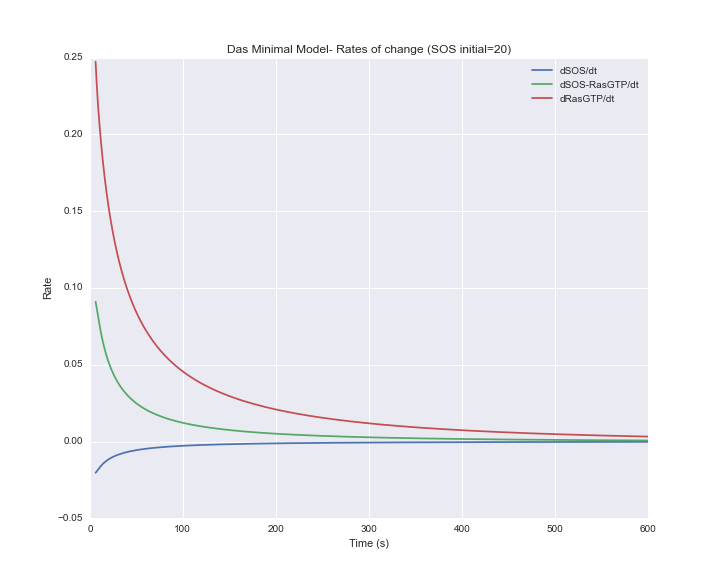 Das Minimal Model- Rates of change (SOS initial=20)
0.25
0.20
0.15
0.10
0.05
0.00
−0.05
Rate
dSOS/dt
dSOS-RasGTP/dt
dRasGTP/dt
0 100 200 300 400 500 600
Time (s)